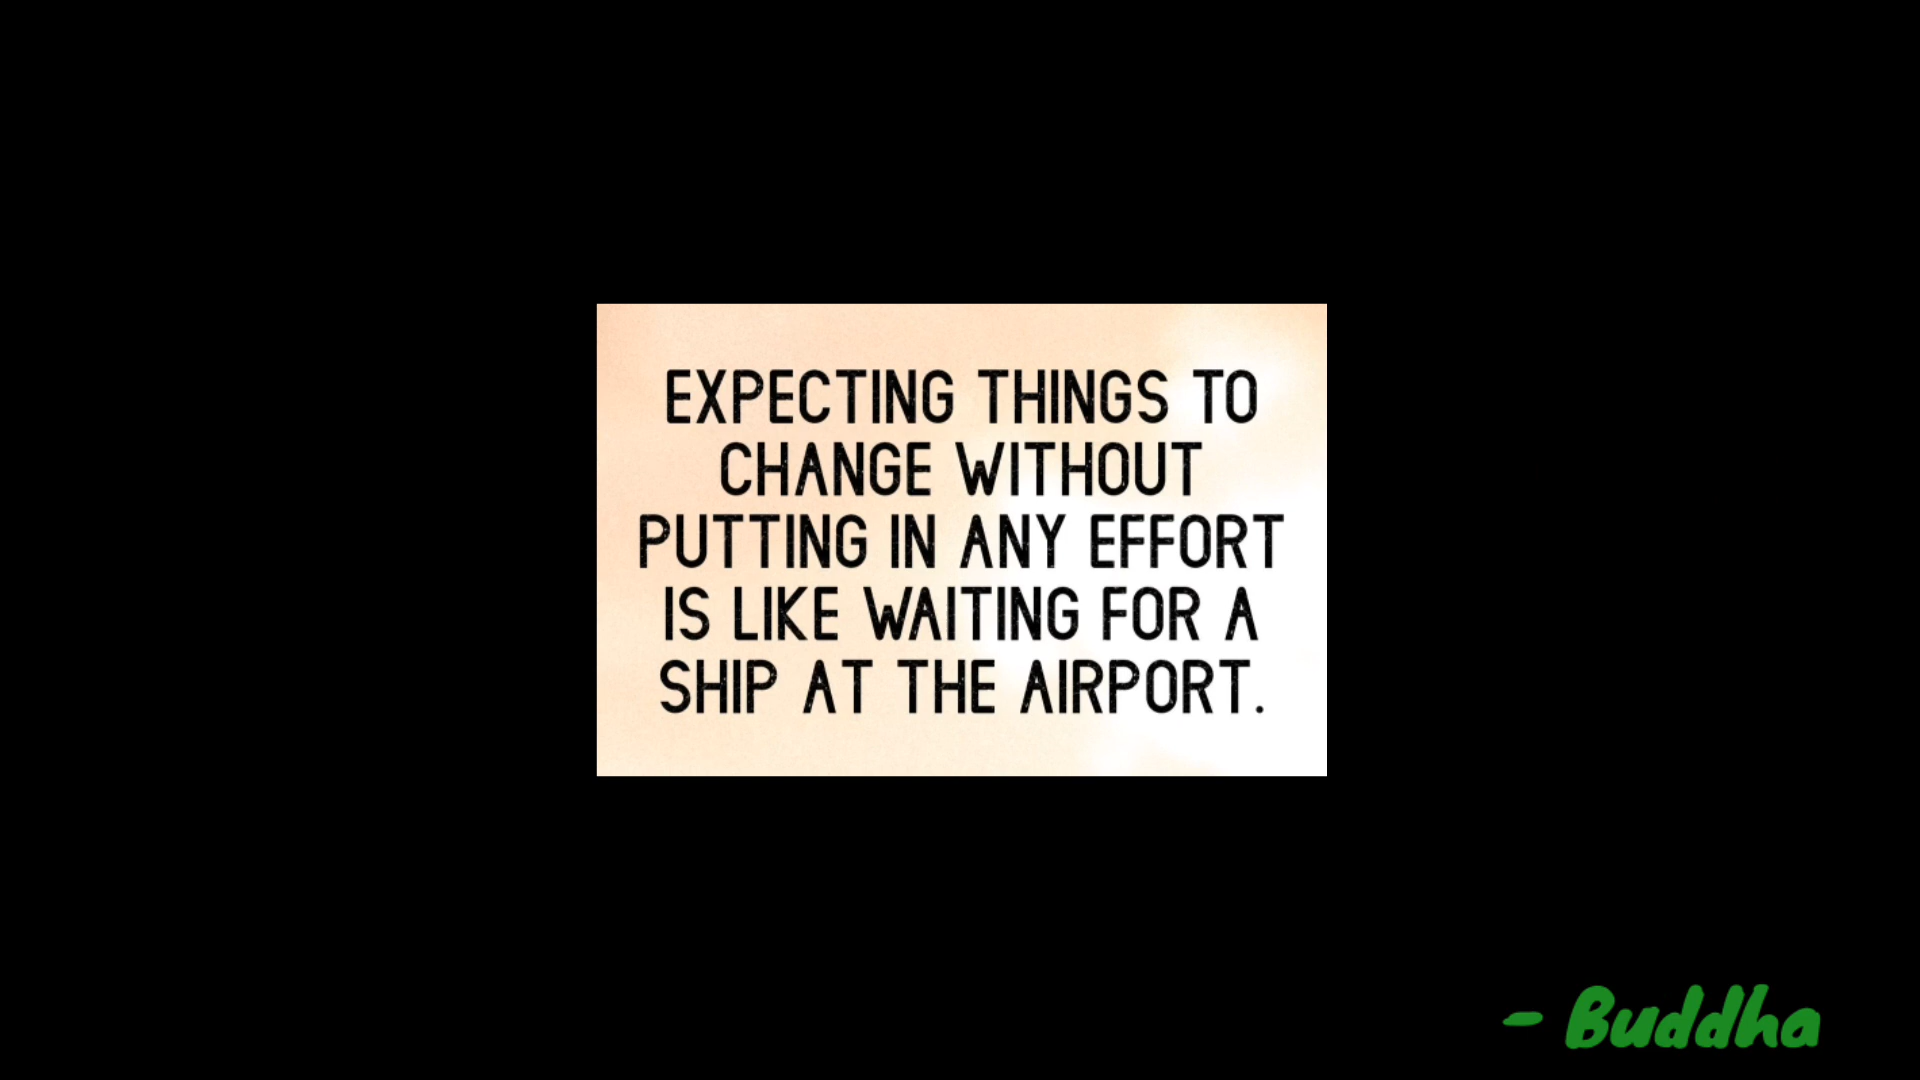 EXPECTING THINGS TO
CHANGE WITHOUT
PUTTING IN ANY EFFORT
IS LIKE WAITING FOR A
SHIP AT THE AIRPORT.
- Buddha